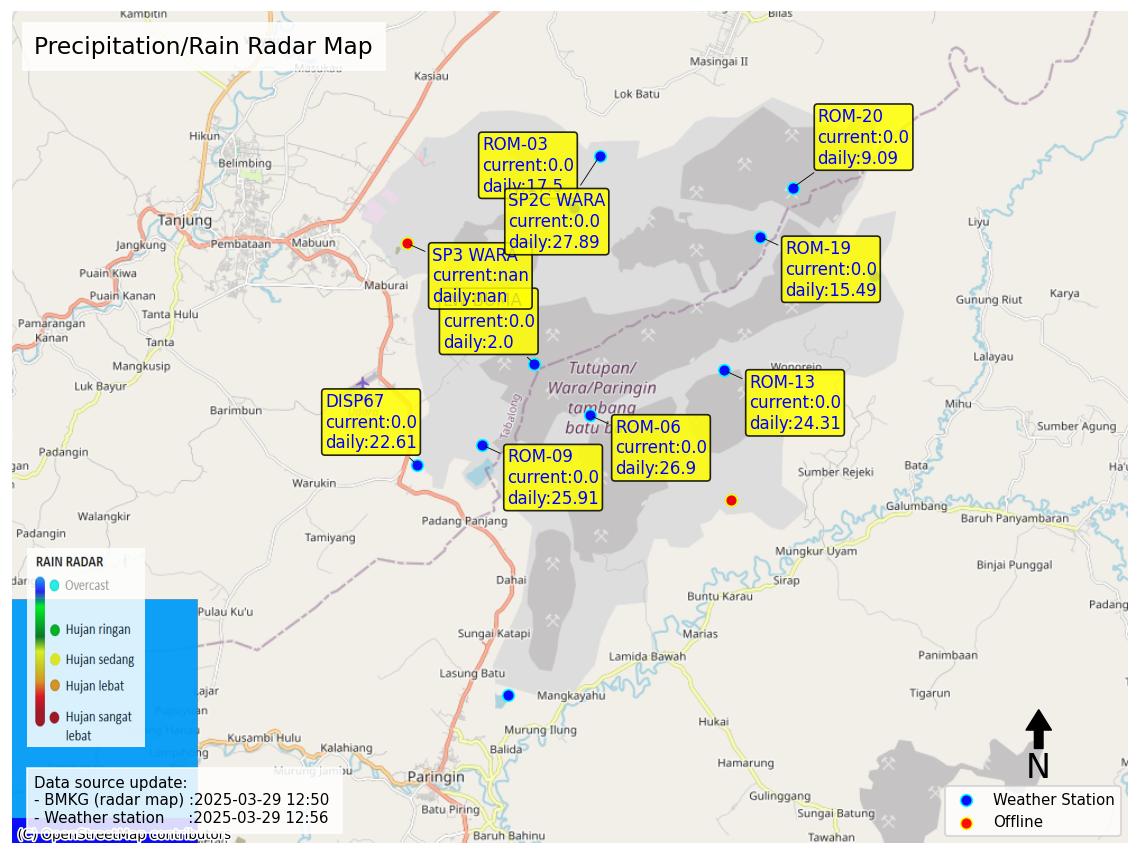 Precipitation/Rain Radar Map
Kambitin
Bilas
Masingai II
Kasiau
Lok Batu
Hikun
Belimbing
Tanjung
Jangkung
Pembataan
Mabuun
Puain Kiwa
Puain Kanan
Maburai
Tanta Hulu
Pamarangan
Kanan
Tanta
Mangkusip
Luk Bayur
Barimbun
Padangin
Warukin
Walangkir
Padangin
Tamiyang
Padang Panjang
Dahai
Pulau Ku'u
Sungai Katapi
Lasung Batu
Mangkayahu
Murung Ilung
Balida
Kusambi Hulu
Kalahiang
Paringin
Batu Piring
Baruh Bahinu
Lamida Bawah
Marias
Buntu Karau
Sirap
Mungkur Uyam
Galumbang
Baruh Panyambaran
Binjai Punggal
Bata
Sumber Rejeki
Sumber Agung
Mihu
Lalayau
Gunung Riut
Karya
Liyu
Wonorejo
Panimbaan
Tigarun
Hukai
Hamarung
Gulinggang
Sungai Batung
Tawahan
Tabalong
Tutupan/
Wara/Paringin
tambang
batu b
ROM-03
current:0.0
daily:17.5
SP2C WARA
current:0.0
daily:27.89
ROM-20
current:0.0
daily:9.09
ROM-19
current:0.0
daily:15.49
SP3 WARA
current:nan
daily:nan
current:0.0
daily:2.0
ROM-13
current:0.0
daily:24.31
DISP67
current:0.0
daily:22.61
ROM-06
current:0.0
daily:26.9
ROM-09
current:0.0
daily:25.91
RAIN RADAR
Overcast
Hujan ringan
Hujan sedang
Hujan lebat
Hujan sangat
lebat
Data source update:
- BMKG (radar map) :2025-03-29 12:50
- Weather station :2025-03-29 12:56
(C) OpenStreetMap contributors
N
Weather Station
Offline